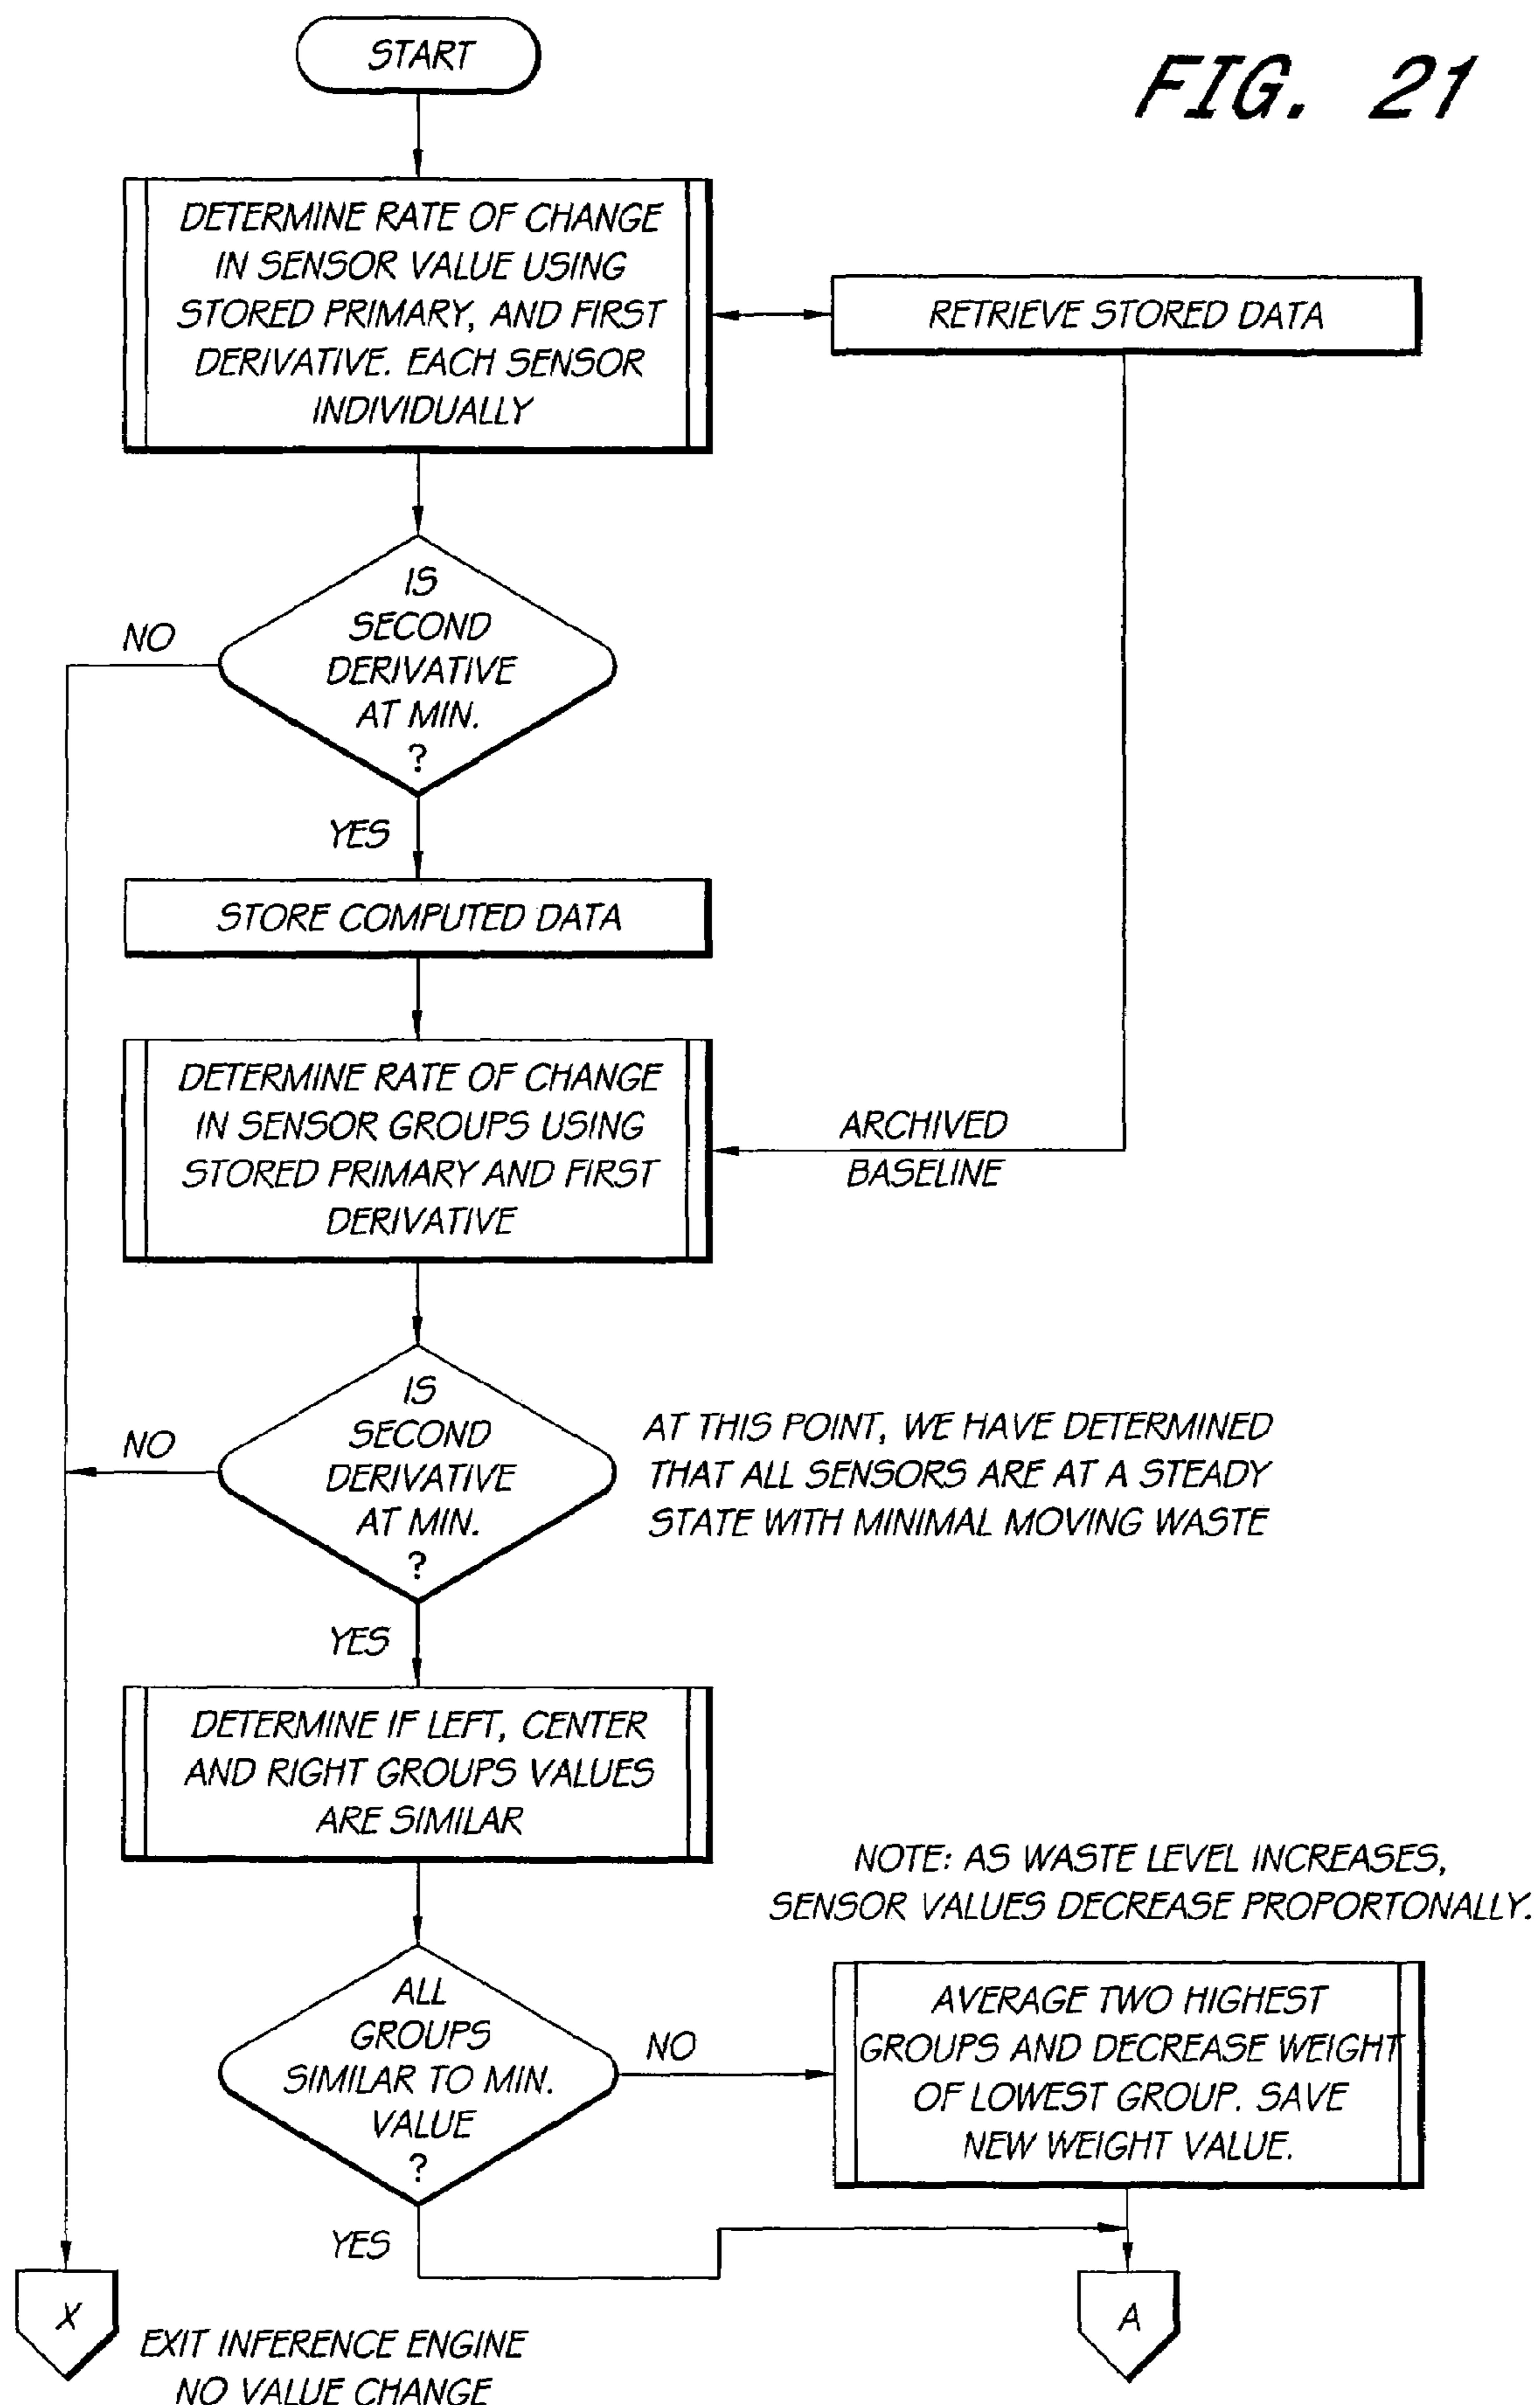 START
FIG. 21
DETERMINE RATE OF CHANGE
IN SENSOR VALUE USING
STORED PRIMARY, AND FIRST
DERIVATIVE. EACH SENSOR
INDIVIDUALLY
RETRIEVE STORED DATA
IS
SECOND
DERIVATIVE
AT MIN.
?
NO
YES
STORE COMPUTED DATA
DETERMINE RATE OF CHANGE
IN SENSOR GROUPS USING
STORED PRIMARY AND FIRST
DERIVATIVE
ARCHIVED
BASELINE
IS
SECOND
DERIVATIVE
AT MIN.
?
NO
AT THIS POINT, WE HAVE DETERMINED
THAT ALL SENSORS ARE AT A STEADY
STATE WITH MINIMAL MOVING WASTE
YES
DETERMINE IF LEFT, CENTER
AND RIGHT GROUPS VALUES
ARE SIMILAR
NOTE: AS WASTE LEVEL INCREASES,
SENSOR VALUES DECREASE PROPORTONALLY.
ALL
GROUPS
SIMILAR TO MIN.
VALUE
?
NO
AVERAGE TWO HIGHEST
GROUPS AND DECREASE WEIGHT
OF LOWEST GROUP. SAVE
NEW WEIGHT VALUE.
YES
X
EXIT INFERENCE ENGINE
NO VALUE CHANGE
A